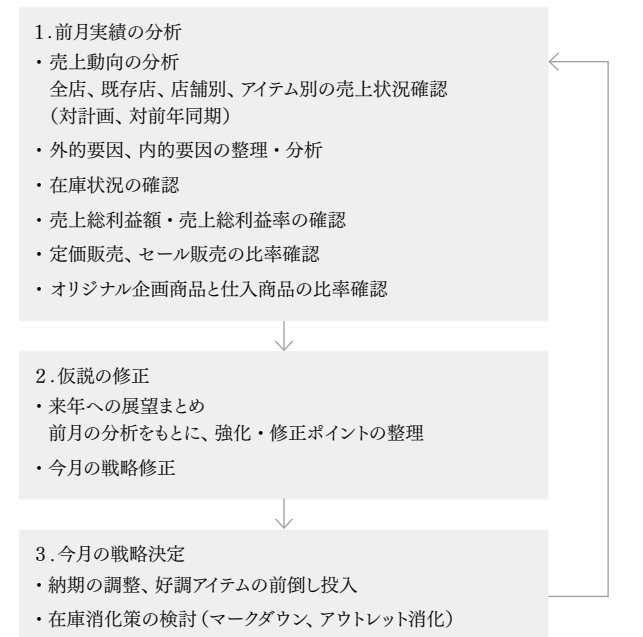 1.前月実績の分析
・売上動向の分析
全店、既存店、店舗別、アイテム別の売上状況確認
（対計画、対前年同期）
・外的要因、内的要因の整理・分析
・在庫状況の確認
・売上総利益額・売上総利益率の確認
・定価販売、セール販売の比率確認
・オリジナル企画商品と仕入商品の比率確認
2.仮説の修正
・来年への展望まとめ
前月の分析をもとに、強化・修正ポイントの整理
・今月の戦略修正
3.今月の戦略決定
・納期の調整、好調アイテムの前倒し投入
・在庫消化策の検討（マークダウン、アウトレット消化）